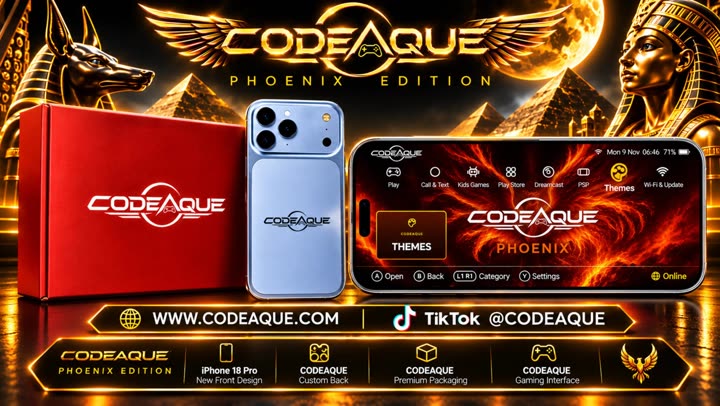 CODEAQUE
PHOENIX EDITION
CODEAQUE
CODEAQUE
CODEAQUE
Mon 9 Nov 06:46 71%
Play
Call & Text
Kids Games
Play Store
Dreamcast
PSP
Themes
Wi-Fi & Update
CODEAQUE
THEMES
CODEAQUE
PHOENIX
A Open
B Back
L1 R1 Category
Y Settings
Online
WWW.CODEAQUE.COM
TikTok @CODEAQUE
CODEAQUE
PHOENIX EDITION
iPhone 18 Pro
New Front Design
CODEAQUE
Custom Back
CODEAQUE
Premium Packaging
CODEAQUE
Gaming Interface